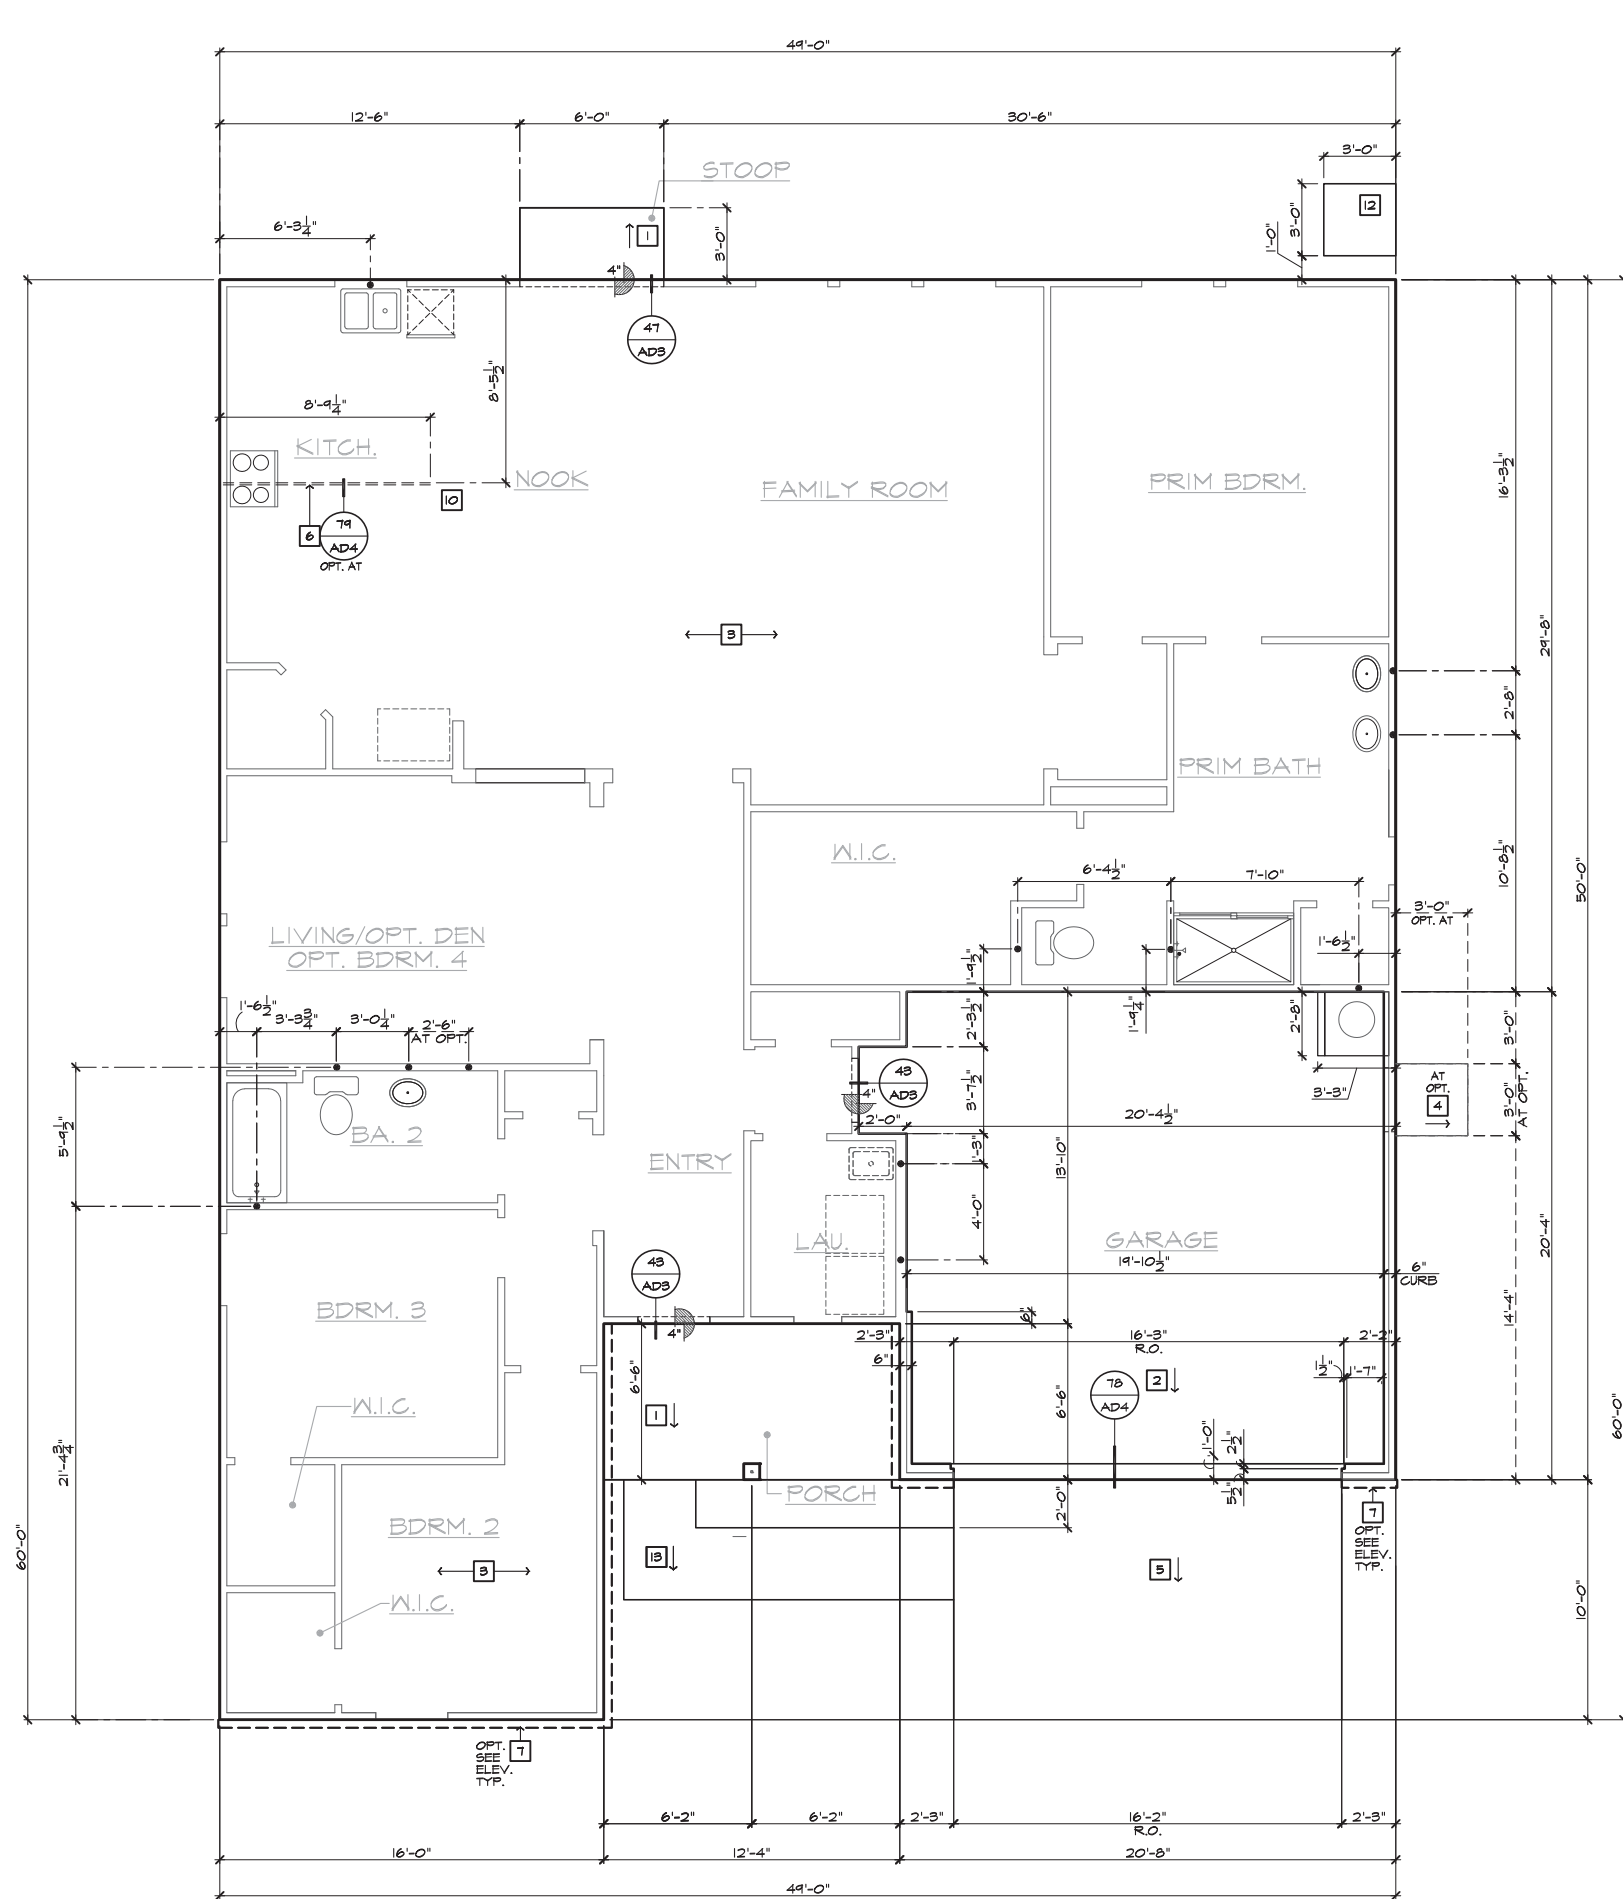 49'-0"
12'-6"
6'-0"
30'-6"
3'-0"
STOOP
12
3'-0"
6'-3 1/4"
1
3'-0"
1'-0"
4"
47
AD3
8'-5 1/2"
8'-9 1/4"
KITCH.
NOOK
FAMILY ROOM
PRIM BDRM.
16'-3 1/2"
10
6
79
AD4
OPT. AT
3
29'-8"
2'-8"
PRIM BATH
W.I.C.
10'-8 1/2"
6'-4 1/2"
7'-10"
50'-0"
3'-0"
OPT. AT
LIVING/OPT. DEN
OPT. BDRM. 4
1'-6 1/2"
1'-9 1/2"
1'-9 1/4"
1'-6 1/2"
3'-3 3/4"
3'-0 1/4"
2'-6"
AT OPT.
2'-3 1/2"
2'-8"
3'-0"
43
AD3
4"
3'-7 1/2"
3'-3"
AT
OPT.
4
3'-0"
AT OPT.
2'-0"
20'-4 1/2"
5'-9 1/2"
BA. 2
1'-3"
13'-10"
ENTRY
4'-0"
LAU.
GARAGE
19'-10 1/2"
6"
CURB
20'-4"
43
AD3
BDRM. 3
14'-4"
4"
6"
2'-3"
16'-3"
R.O.
2'-2"
6"
6'-6"
1 1/2"
1'-7"
2
78
AD4
6'-6"
W.I.C.
1
60'-0"
21'-4 3/4"
1'-0"
2 1/2"
5 1/2"
PORCH
2'-0"
7
OPT.
SEE
ELEV.
TYP.
BDRM. 2
60'-0"
13
5
3
10'-0"
W.I.C.
OPT.
SEE
ELEV.
TYP.
7
6'-2"
6'-2"
2'-3"
16'-2"
R.O.
2'-3"
16'-0"
12'-4"
20'-8"
49'-0"